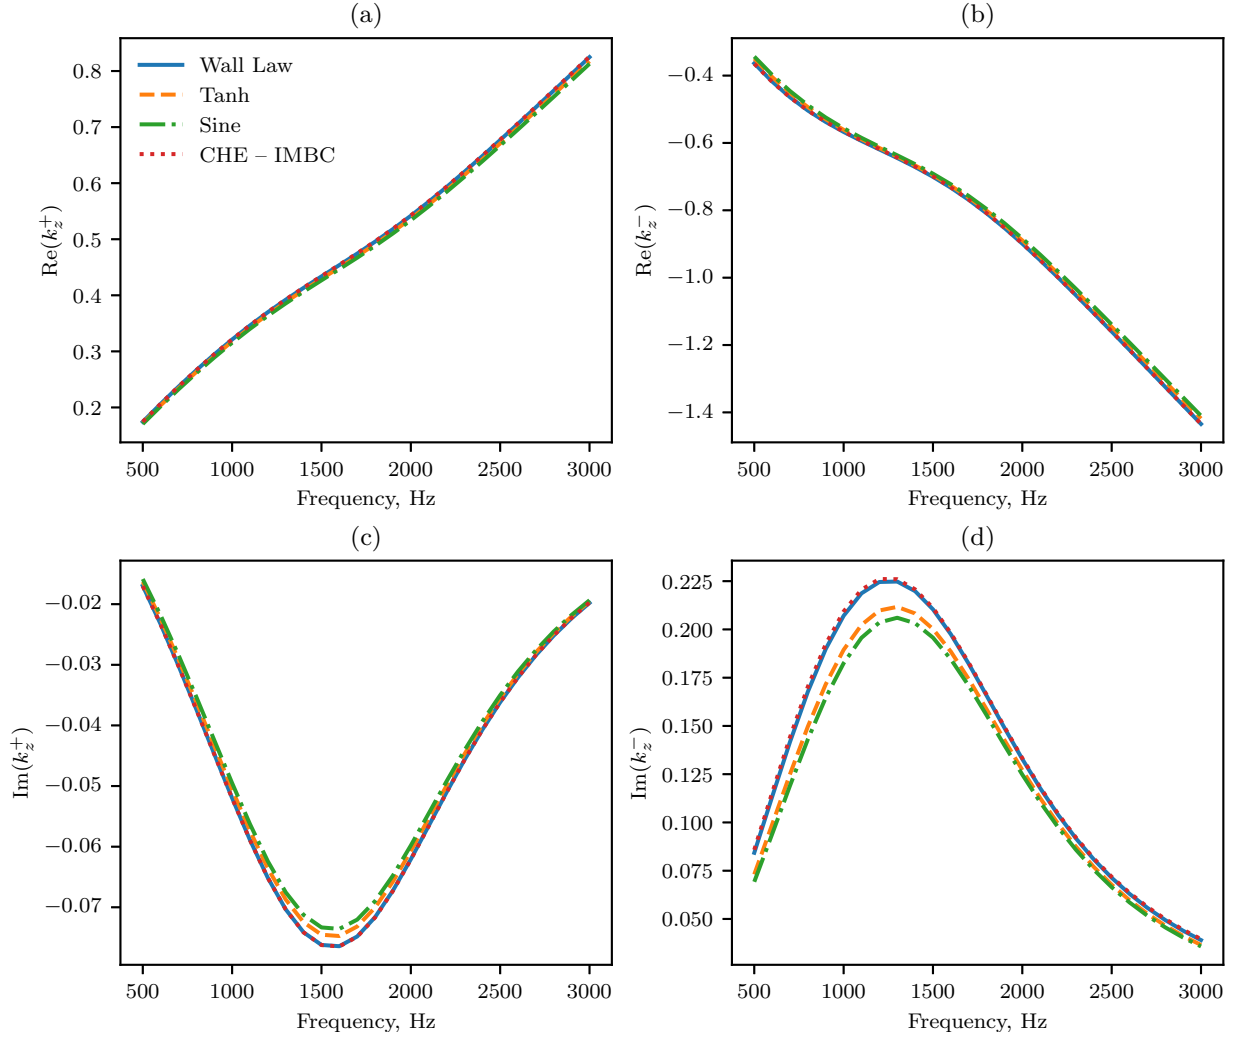 (a)
0.8
0.7
0.6
0.5
0.4
0.3
0.2
Re(k_z^+)
Wall Law
Tanh
Sine
CHE – IMBC
500 1000 1500 2000 2500 3000
Frequency, Hz
(b)
−0.4
−0.6
−0.8
−1.0
−1.2
−1.4
Re(k_z^−)
500 1000 1500 2000 2500 3000
Frequency, Hz
(c)
−0.02
−0.03
−0.04
−0.05
−0.06
−0.07
Im(k_z^+)
500 1000 1500 2000 2500 3000
Frequency, Hz
(d)
0.225
0.200
0.175
0.150
0.125
0.100
0.075
0.050
Im(k_z^−)
500 1000 1500 2000 2500 3000
Frequency, Hz